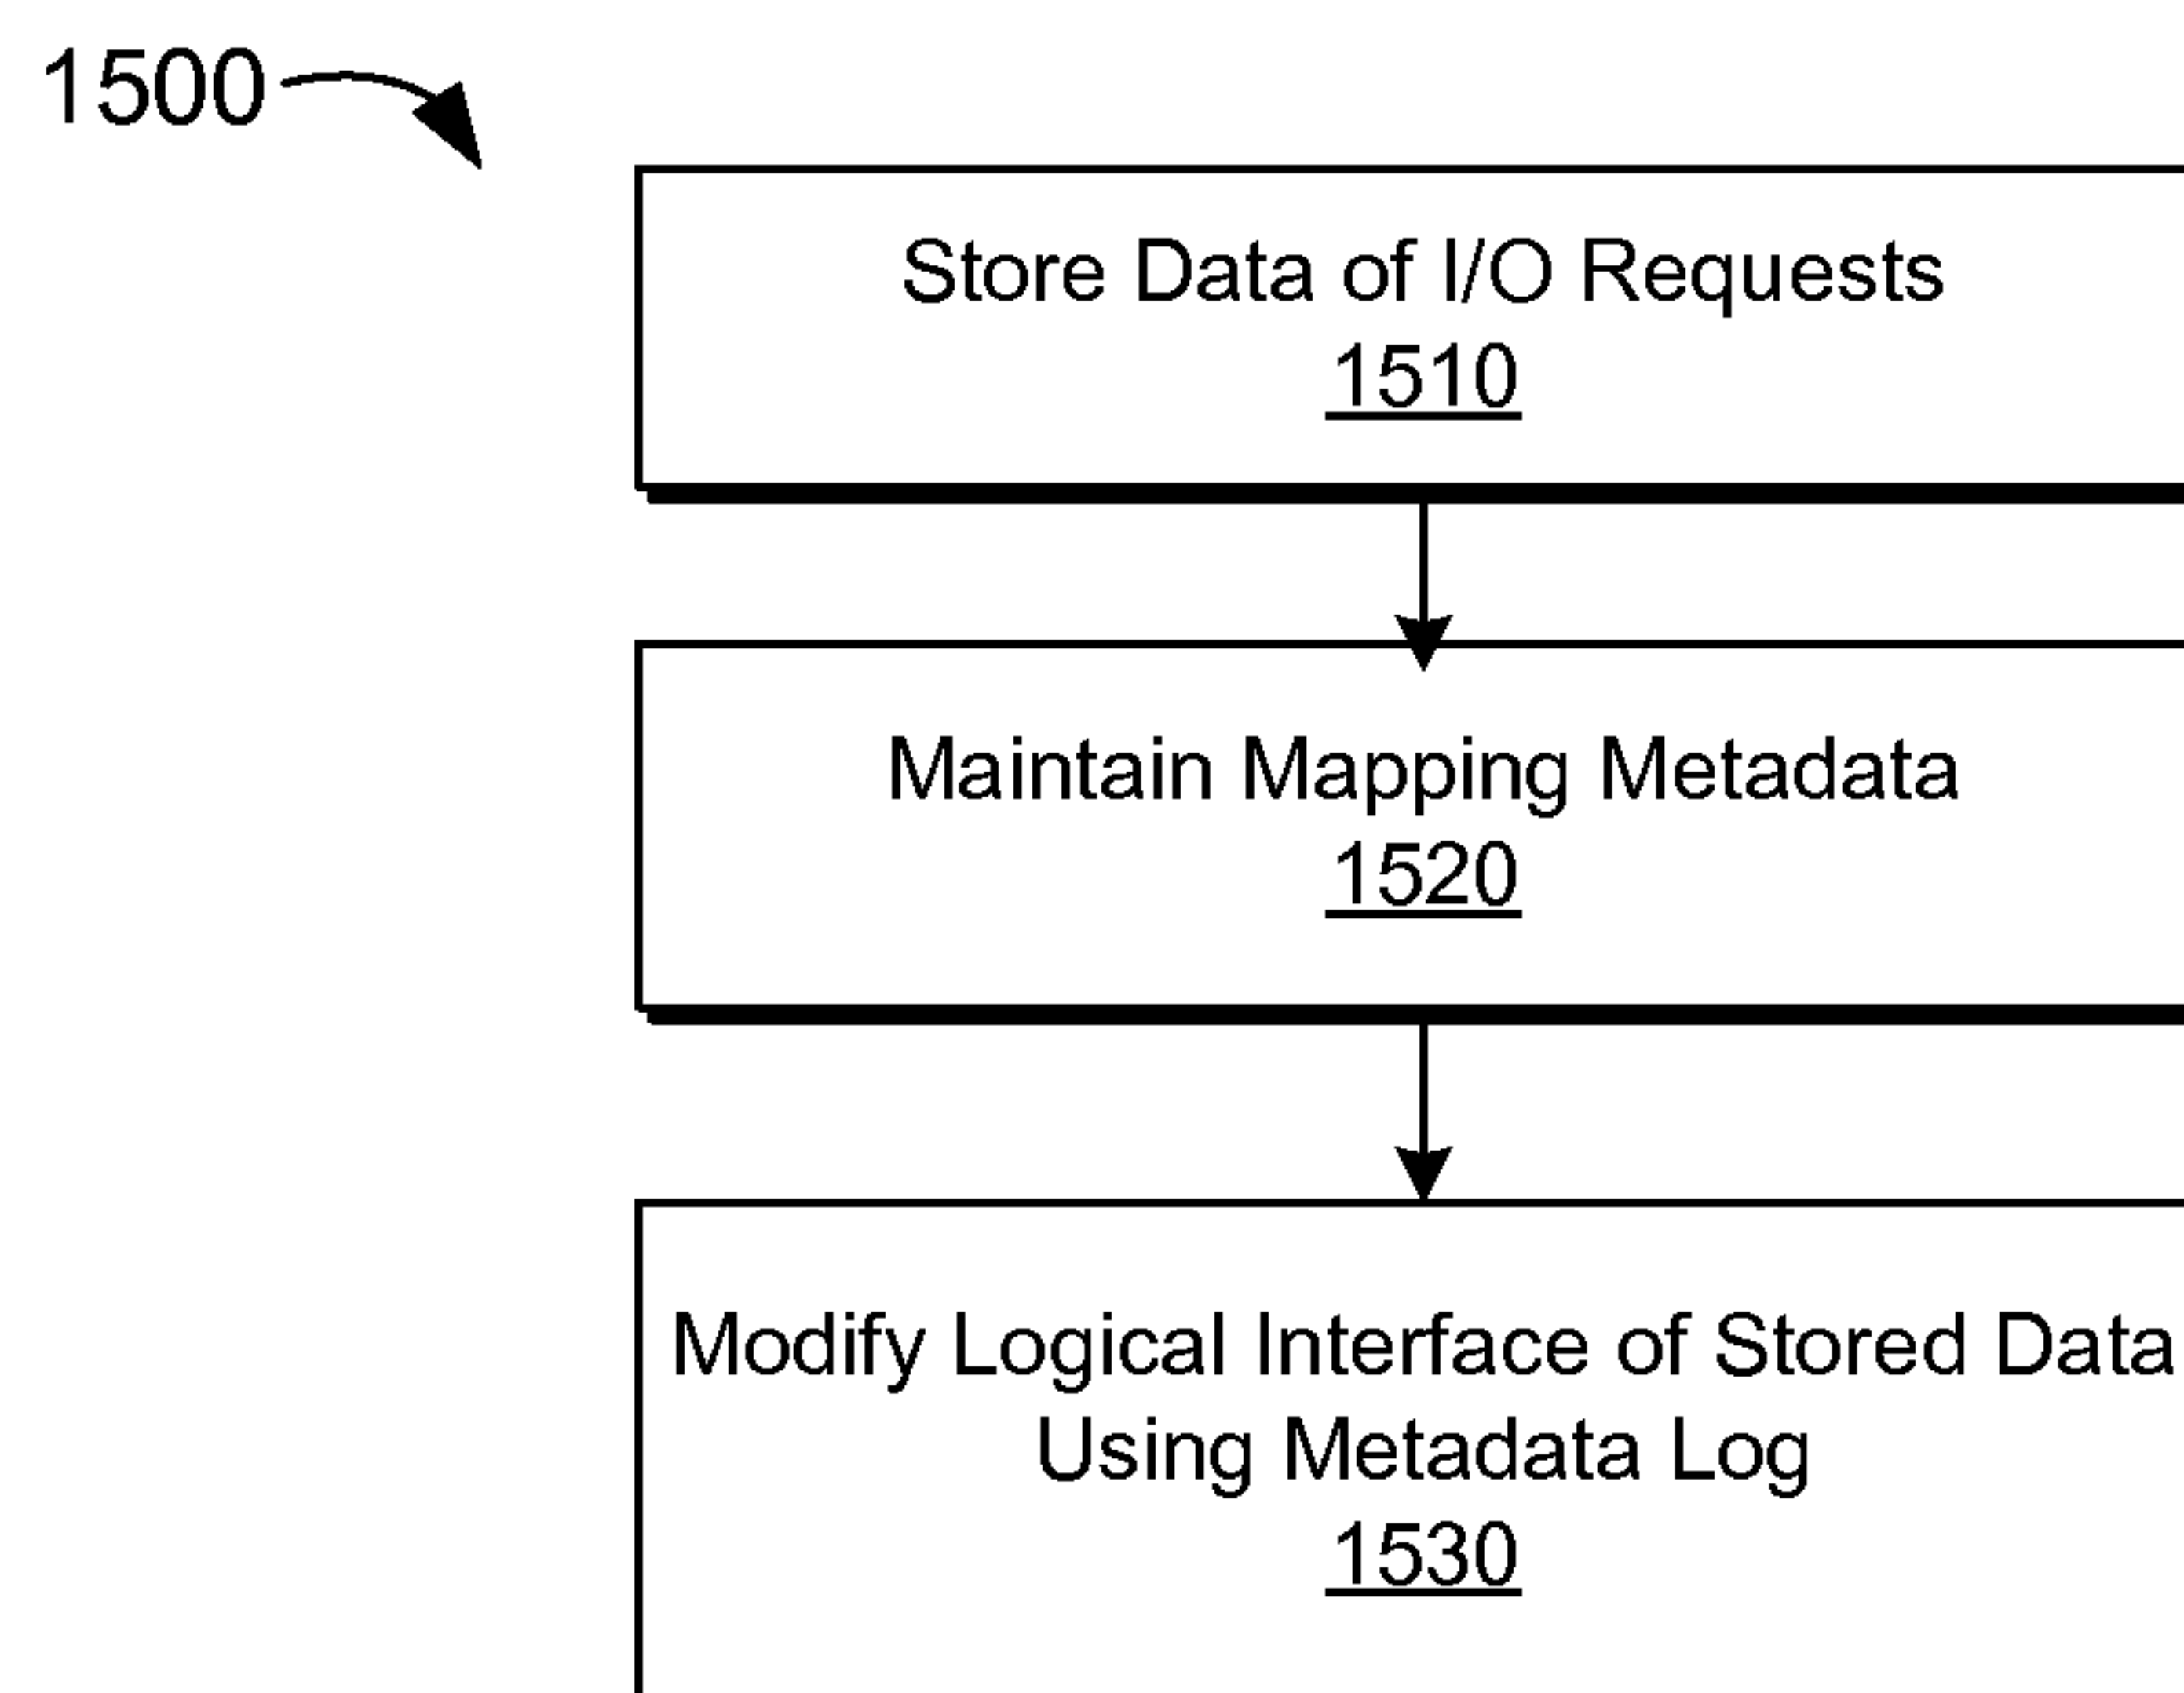 1500
Store Data of I/O Requests
1510
Maintain Mapping Metadata
1520
Modify Logical Interface of Stored Data
Using Metadata Log
1530